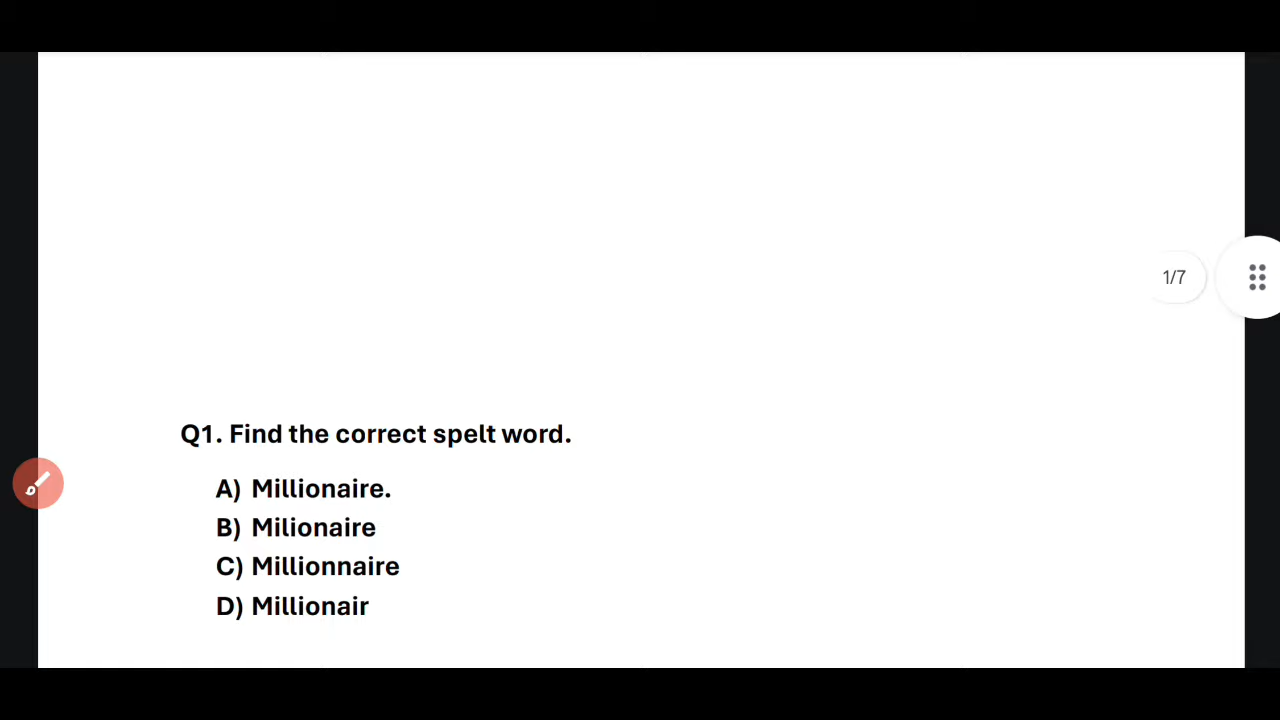 1/7
Q1. Find the correct spelt word.
A) Millionaire.
B) Milionaire
C) Millionnaire
D) Millionair